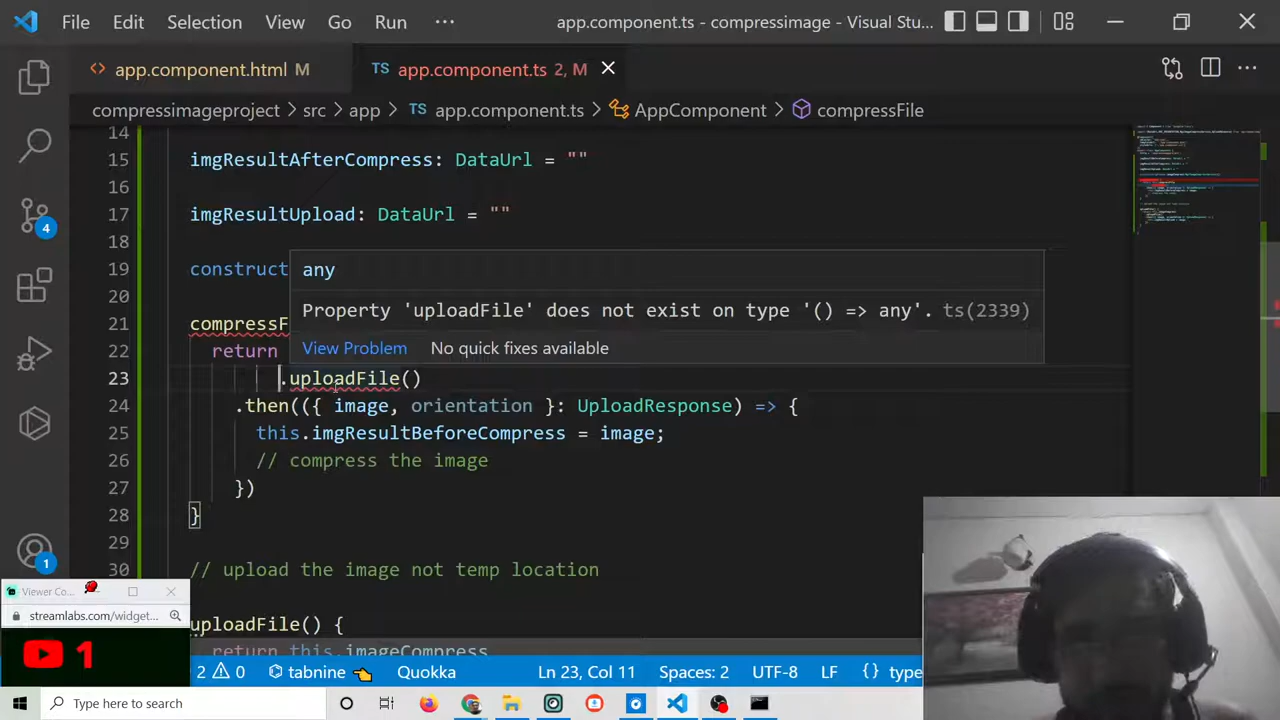 File Edit Selection View Go Run ··· app.component.ts - compressimage - Visual Stu...
app.component.html M app.component.ts 2, M
TS
compressimageproject > src > app > TS app.component.ts > AppComponent > compressFile
14
15 imgResultAfterCompress: DataUrl = ""
16
17 imgResultUpload: DataUrl = ""
18
19 construct
any
20
Property 'uploadFile' does not exist on type '() => any'. ts(2339)
21 compressF
View Problem No quick fixes available
22 return
23 .uploadFile()
24 .then(({ image, orientation }: UploadResponse) => {
25 this.imgResultBeforeCompress = image;
26 // compress the image
27 })
28 }
29
30 // upload the image not temp location
uploadFile() {
return this.imageCompress
4
1
Viewer Co...
streamlabs.com/widget...
1
2 0 tabnine Quokka Ln 23, Col 11 Spaces: 2 UTF-8 LF {} type
Type here to search